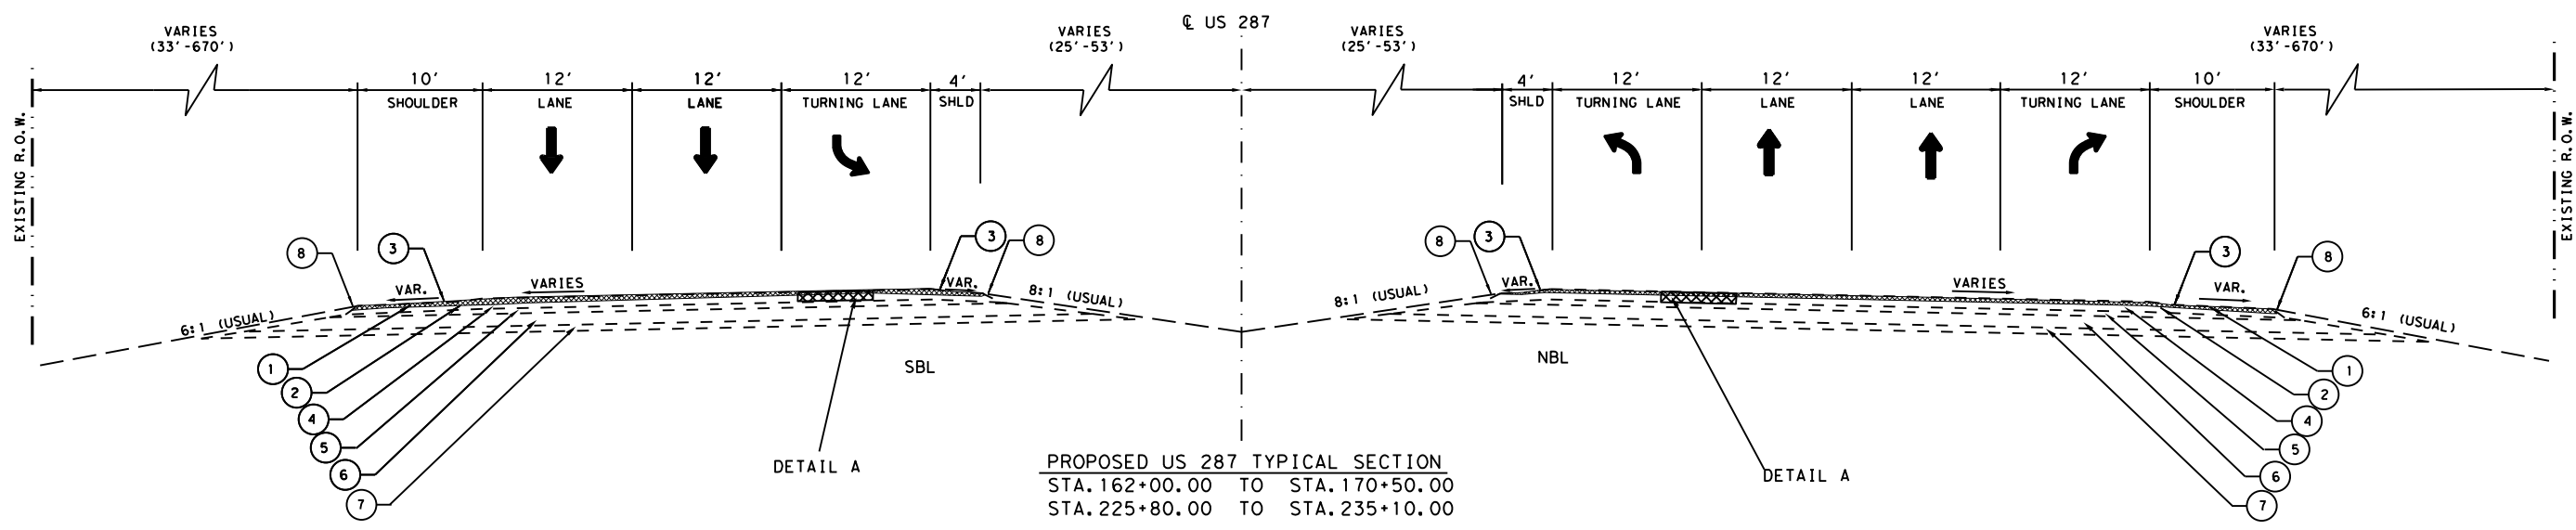 ℄ US 287
VARIES
(33'-670')
VARIES
(25'-53')
VARIES
(25'-53')
VARIES
(33'-670')
10'
12'
12'
12'
4'
4'
12'
12'
12'
12'
10'
SHOULDER
LANE
LANE
TURNING LANE
SHLD
SHLD
TURNING LANE
LANE
LANE
TURNING LANE
SHOULDER
EXISTING R.O.W.
EXISTING R.O.W.
8
3
3
8
8
3
3
8
VAR.
VARIES
VAR.
VAR.
VARIES
VAR.
6:1 (USUAL)
8:1 (USUAL)
8:1 (USUAL)
6:1 (USUAL)
SBL
NBL
1
2
4
5
6
7
1
2
4
5
6
7
DETAIL A
DETAIL A
PROPOSED US 287 TYPICAL SECTION
STA.162+00.00 TO STA.170+50.00
STA.225+80.00 TO STA.235+10.00